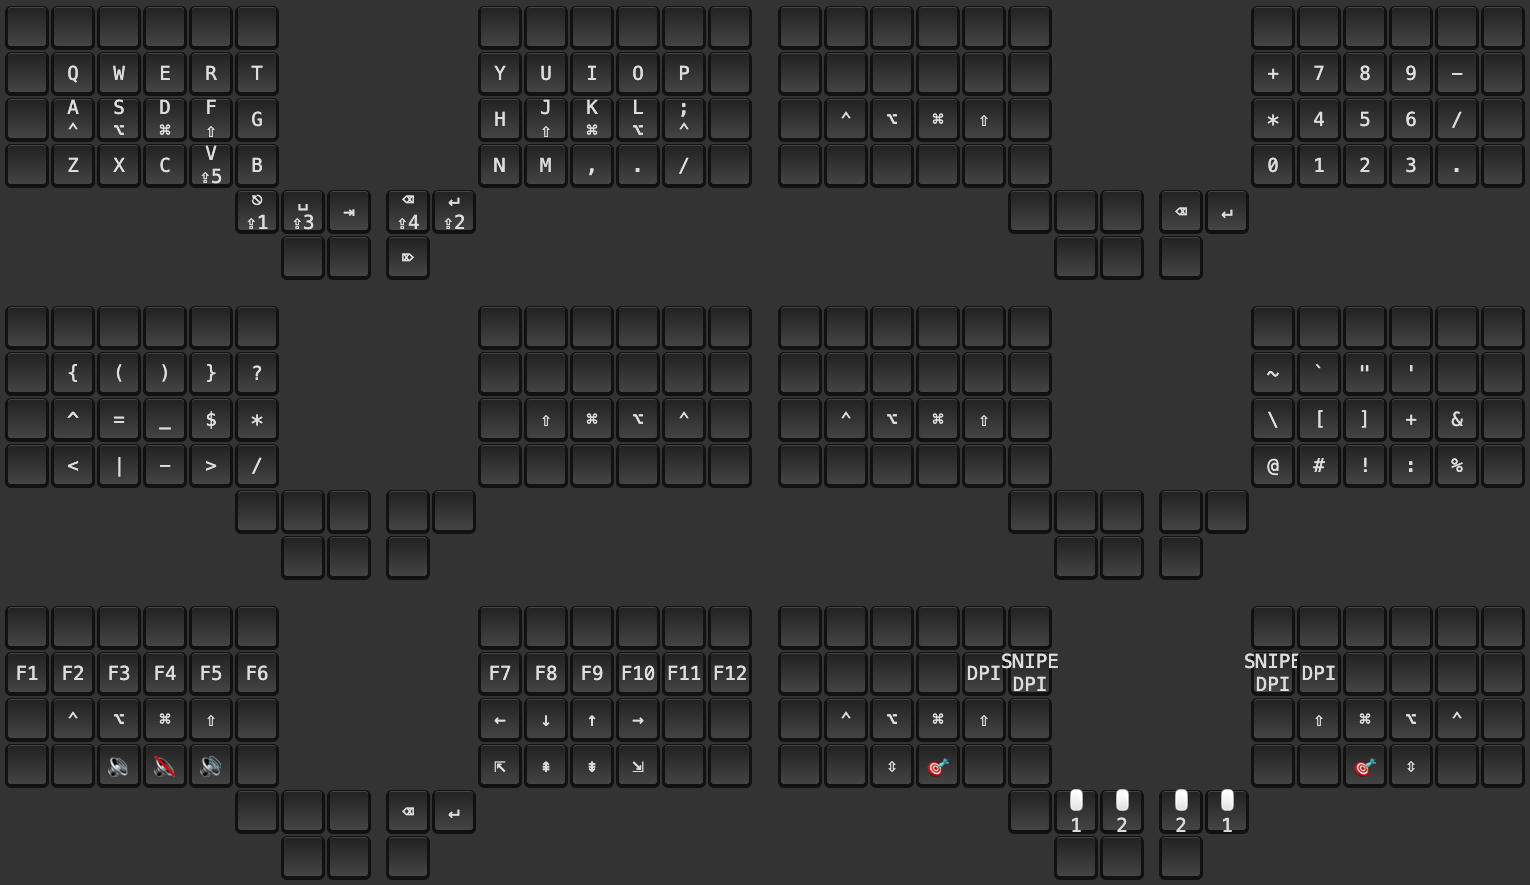 Q W E R T Y U I O P
A S D F G H J K L ;
^ ⌥ ⌘ ⇧ ⇧ ⌘ ⌥ ^
Z X C V B N M , . /
⇪5
⎋ ␣ ⇥ ⌫ ↵
⇪1 ⇪3 ⇪4 ⇪2
⌦
+ 7 8 9 −
^ ⌥ ⌘ ⇧ * 4 5 6 /
0 1 2 3 .
⌫ ↵
{ ( ) } ?
^ = _ $ * ⇧ ⌘ ⌥ ^
< | − > /
~ ` " '
^ ⌥ ⌘ ⇧ \ [ ] + &
@ # ! : %
F1 F2 F3 F4 F5 F6 F7 F8 F9 F10 F11 F12
^ ⌥ ⌘ ⇧ ← ↓ ↑ →
⇱ ⇞ ⇟ ⇲
⌫ ↵
DPI SNIPE DPI SNIPE DPI DPI
^ ⌥ ⌘ ⇧ ⇧ ⌘ ⌥ ^
⇳ ⇳
1 2 2 1